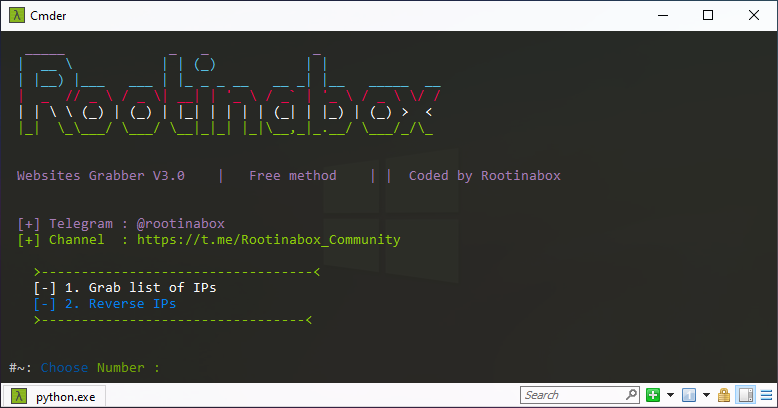 Cmder
Rootinabox
Websites Grabber V3.0 | Free method | | Coded by Rootinabox
[+] Telegram : @rootinabox
[+] Channel : https://t.me/Rootinabox_Community
>----------------------------------<
[-] 1. Grab list of IPs
[-] 2. Reverse IPs
>---------------------------------<
#~: Choose Number :
python.exe
Search